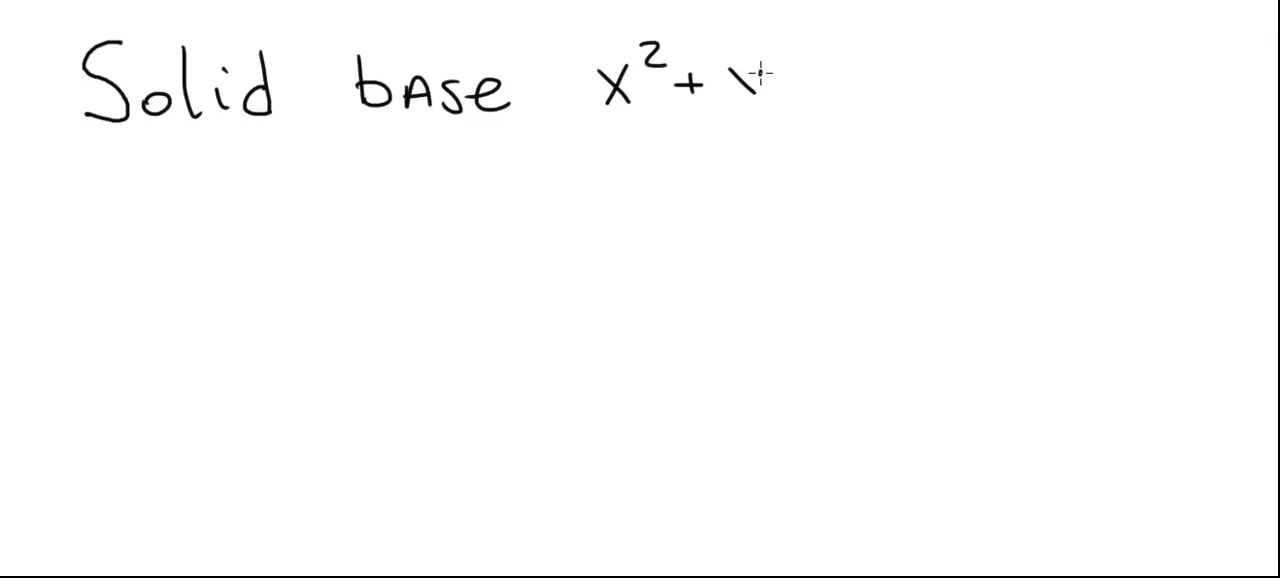 Solid base x² +